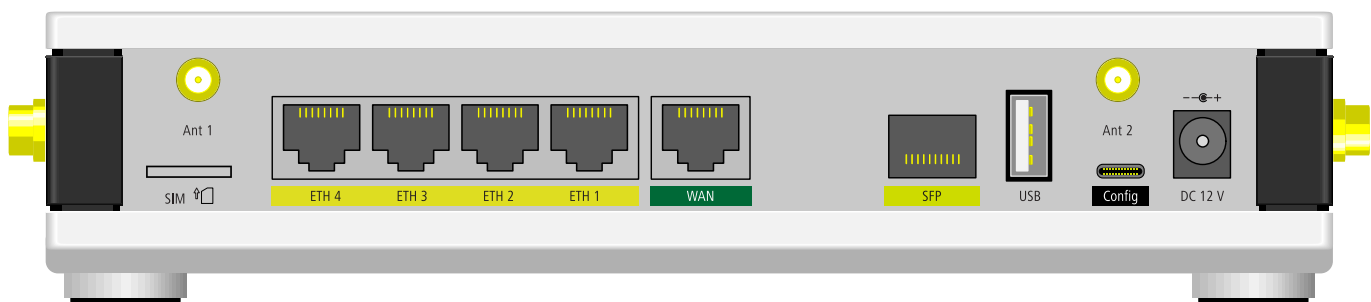 Ant 1
SIM
ETH 4
ETH 3
ETH 2
ETH 1
WAN
SFP
USB
Ant 2
Config
DC 12 V